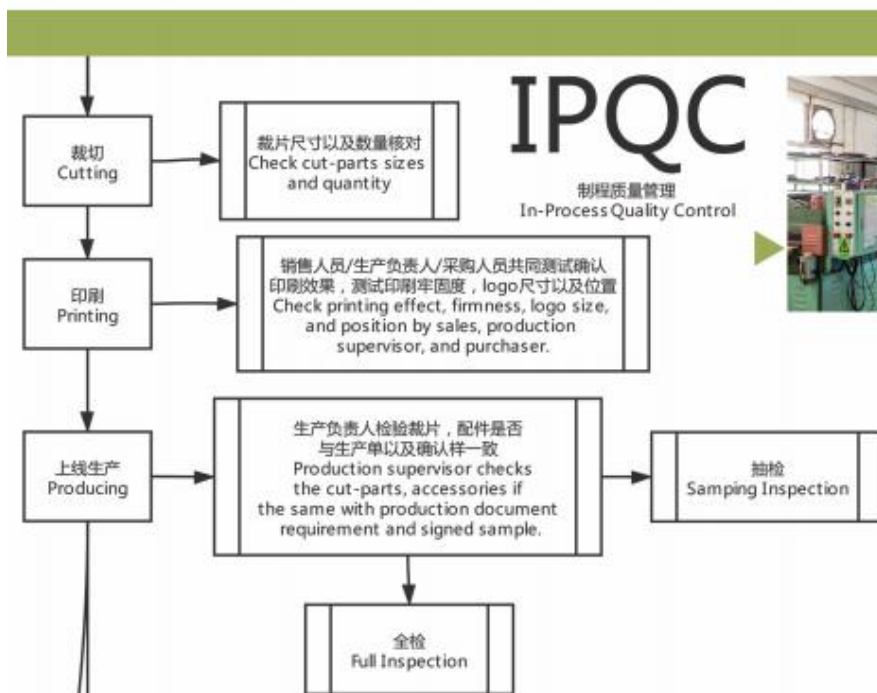 IPQC
制程质量管理
In-Process Quality Control
裁切
Cutting
裁片尺寸以及数量核对
Check cut-parts sizes
and quantity
印刷
Printing
销售人员/生产负责人/采购人员共同测试确认
印刷效果，测试印刷牢固度，logo尺寸以及位置
Check printing effect, firmness, logo size,
and position by sales, production
supervisor, and purchaser.
上线生产
Producing
生产负责人检验裁片，配件是否
与生产单以及确认样一致
Production supervisor checks
the cut-parts, accessories if
the same with production document
requirement and signed sample.
抽检
Samping Inspection
全检
Full Inspection